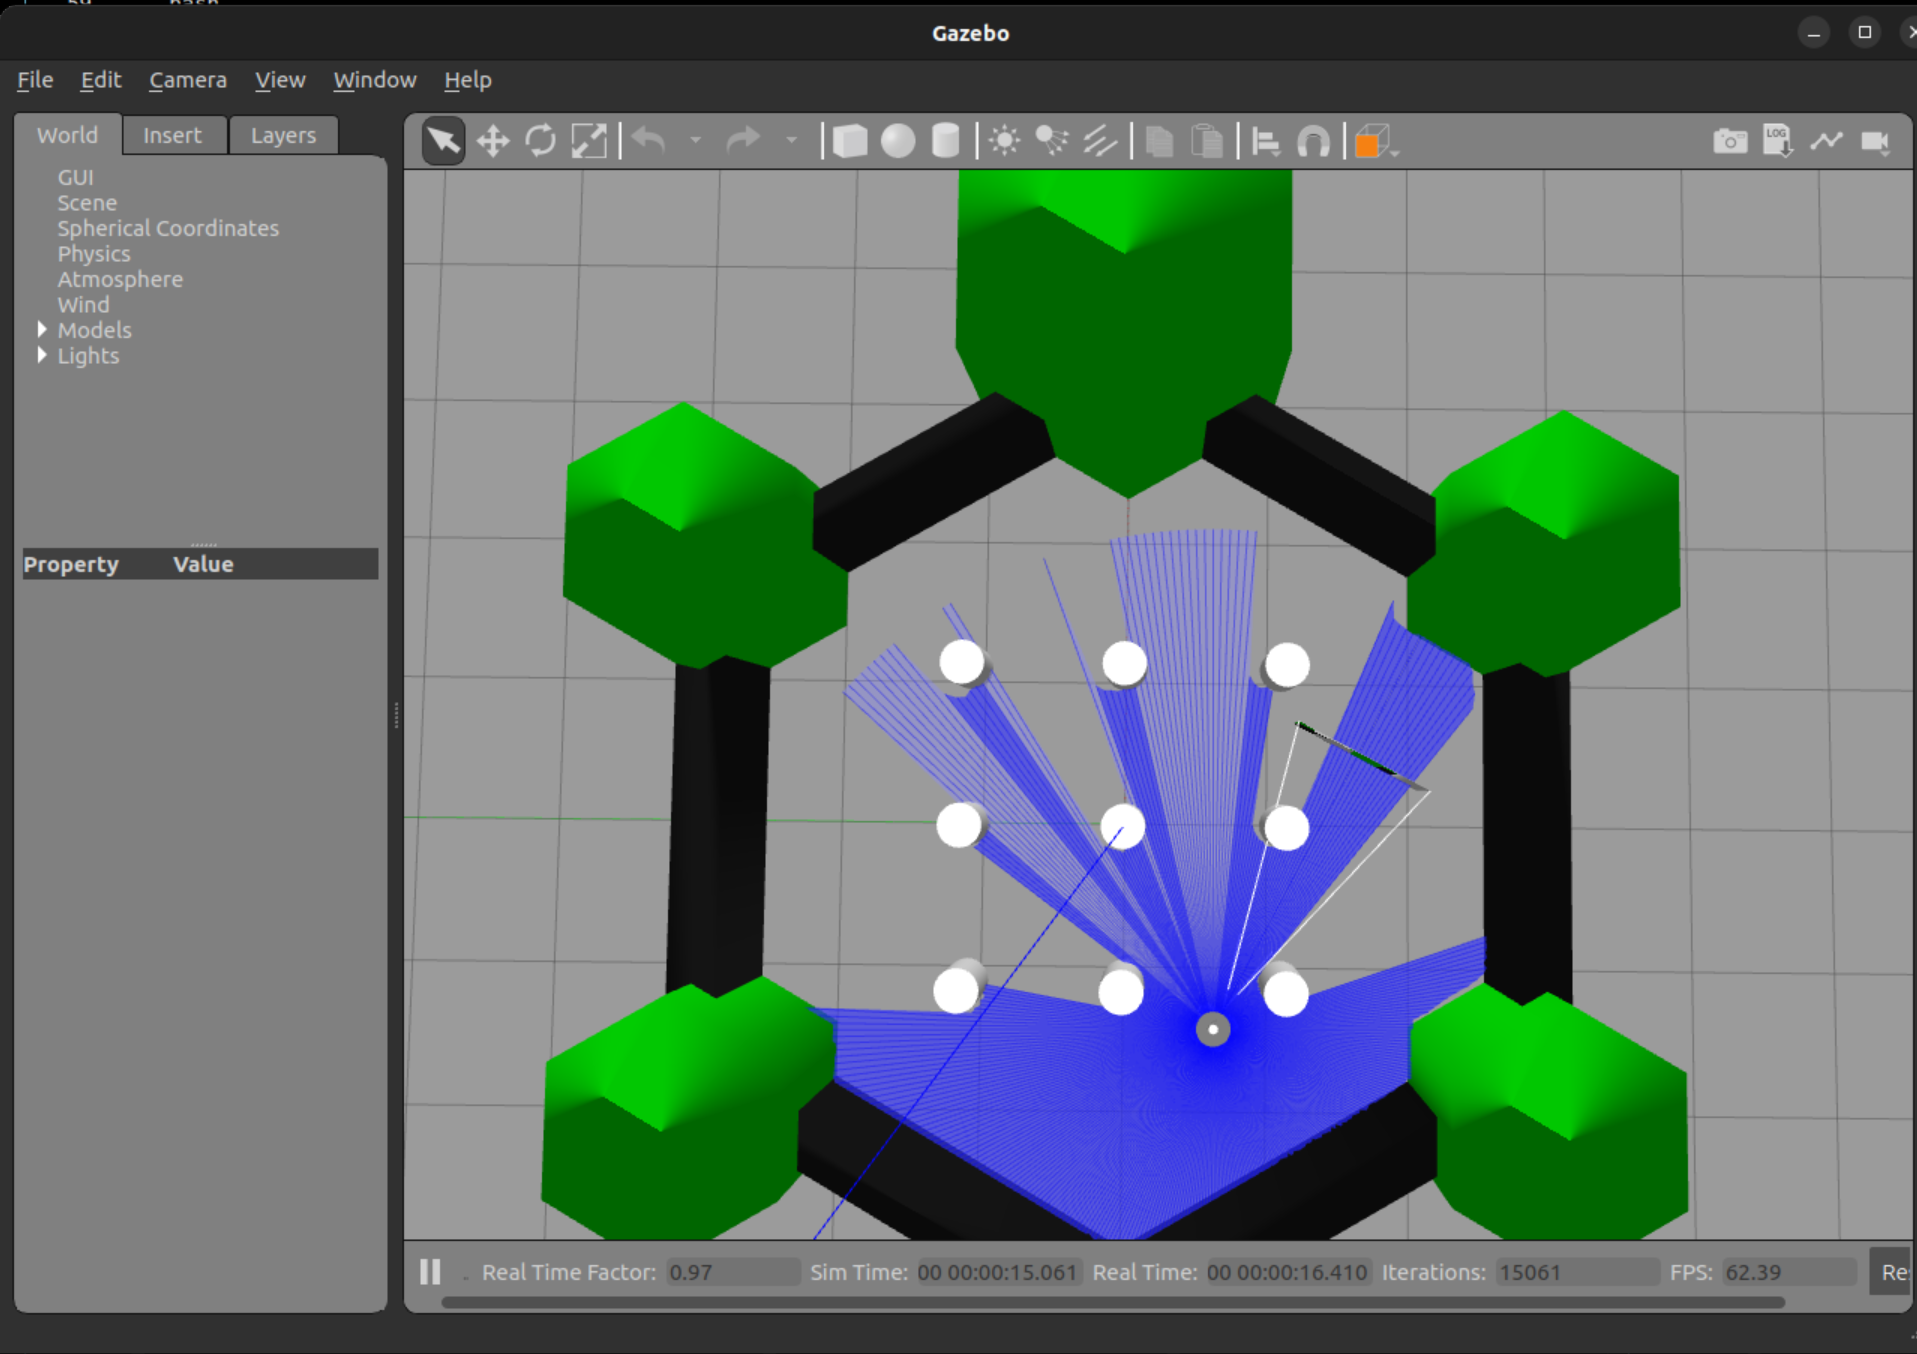 Gazebo
File Edit Camera View Window Help
World Insert Layers
LOG
GUI
Scene
Spherical Coordinates
Physics
Atmosphere
Wind
Models
Lights
Property Value
Real Time Factor: 0.97 Sim Time: 00 00:00:15.061 Real Time: 00 00:00:16.410 Iterations: 15061 FPS: 62.39 Re